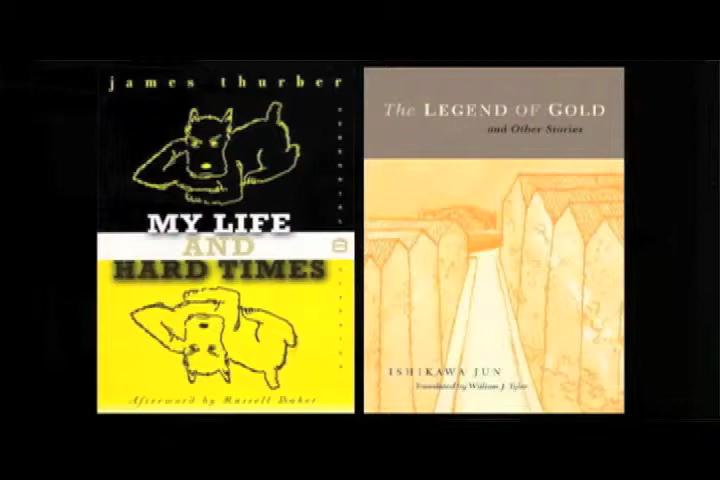 james thurber
MY LIFE
AND
HARD TIMES
Afterword by Russell Baker
The LEGEND OF GOLD
and Other Stories
ISHIKAWA JUN
Translated by William J. Tyler